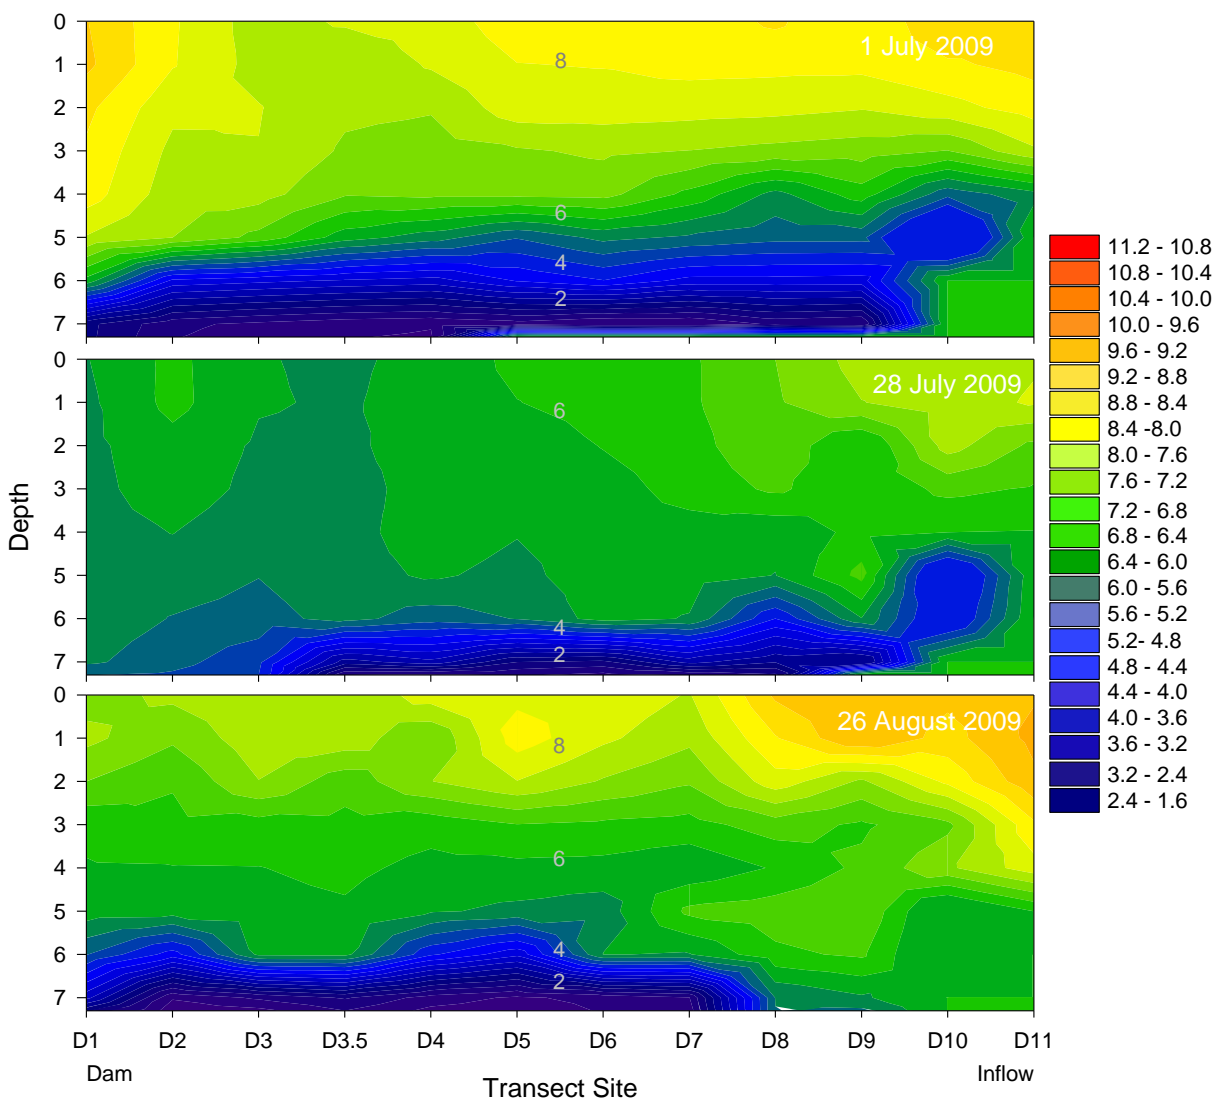 0
1
2
3
4
5
6
7
1 July 2009
8
6
4
2
0
1
2
3
4
5
6
7
28 July 2009
6
4
2
0
1
2
3
4
5
6
7
26 August 2009
8
6
4
2
Depth
D1 D2 D3 D3.5 D4 D5 D6 D7 D8 D9 D10 D11
Dam Inflow
Transect Site
11.2 - 10.8
10.8 - 10.4
10.4 - 10.0
10.0 - 9.6
9.6 - 9.2
9.2 - 8.8
8.8 - 8.4
8.4 -8.0
8.0 - 7.6
7.6 - 7.2
7.2 - 6.8
6.8 - 6.4
6.4 - 6.0
6.0 - 5.6
5.6 - 5.2
5.2- 4.8
4.8 - 4.4
4.4 - 4.0
4.0 - 3.6
3.6 - 3.2
3.2 - 2.4
2.4 - 1.6